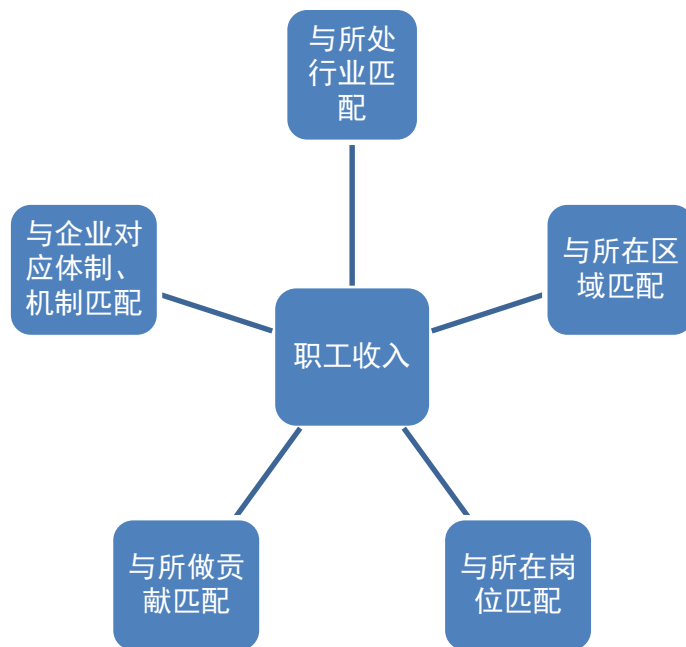 与所处
行业匹
配
与企业对
应体制、
机制匹配
与所在区
域匹配
职工收入
与所做贡
献匹配
与所在岗
位匹配